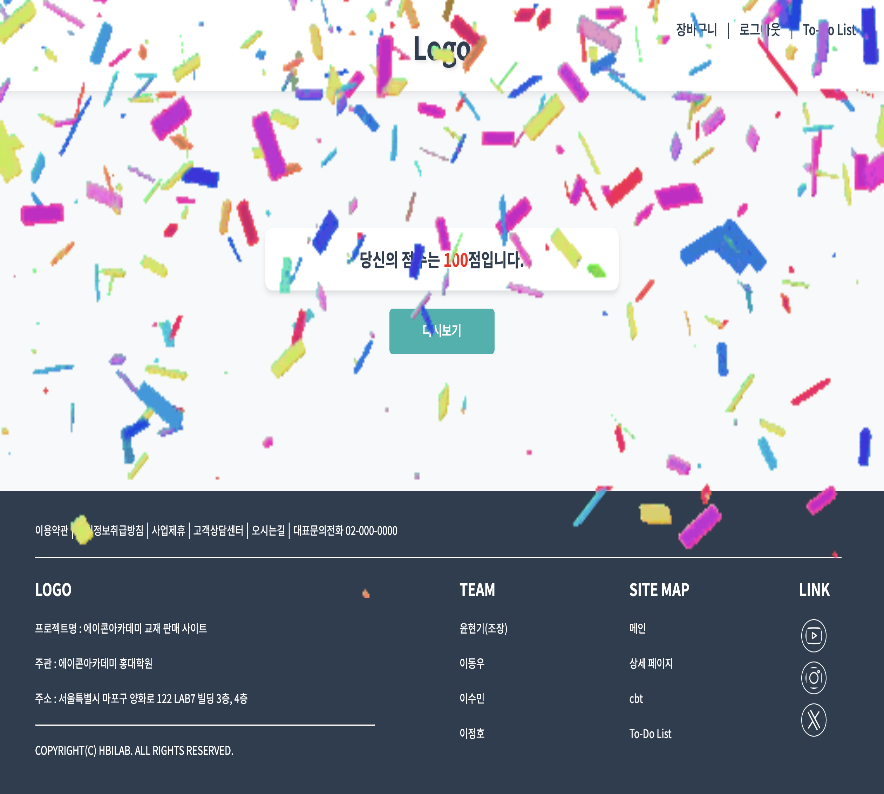 장바구니 | 로그아웃 | To-Do List
Logo
당신의 점수는 100점입니다.
다시보기
이용약관 | 개인정보취급방침 | 사업제휴 | 고객상담센터 | 오시는길 | 대표문의전화 02-000-0000
LOGO
프로젝트명 : 에이콘아카데미 교재 판매 사이트
주관 : 에이콘아카데미 홍대학원
주소 : 서울특별시 마포구 양화로 122 LAB7 빌딩 3층, 4층
COPYRIGHT(C) HBILAB. ALL RIGHTS RESERVED.
TEAM
윤현기(조장)
이동우
이수민
이정호
SITE MAP
메인
상세 페이지
cbt
To-Do List
LINK